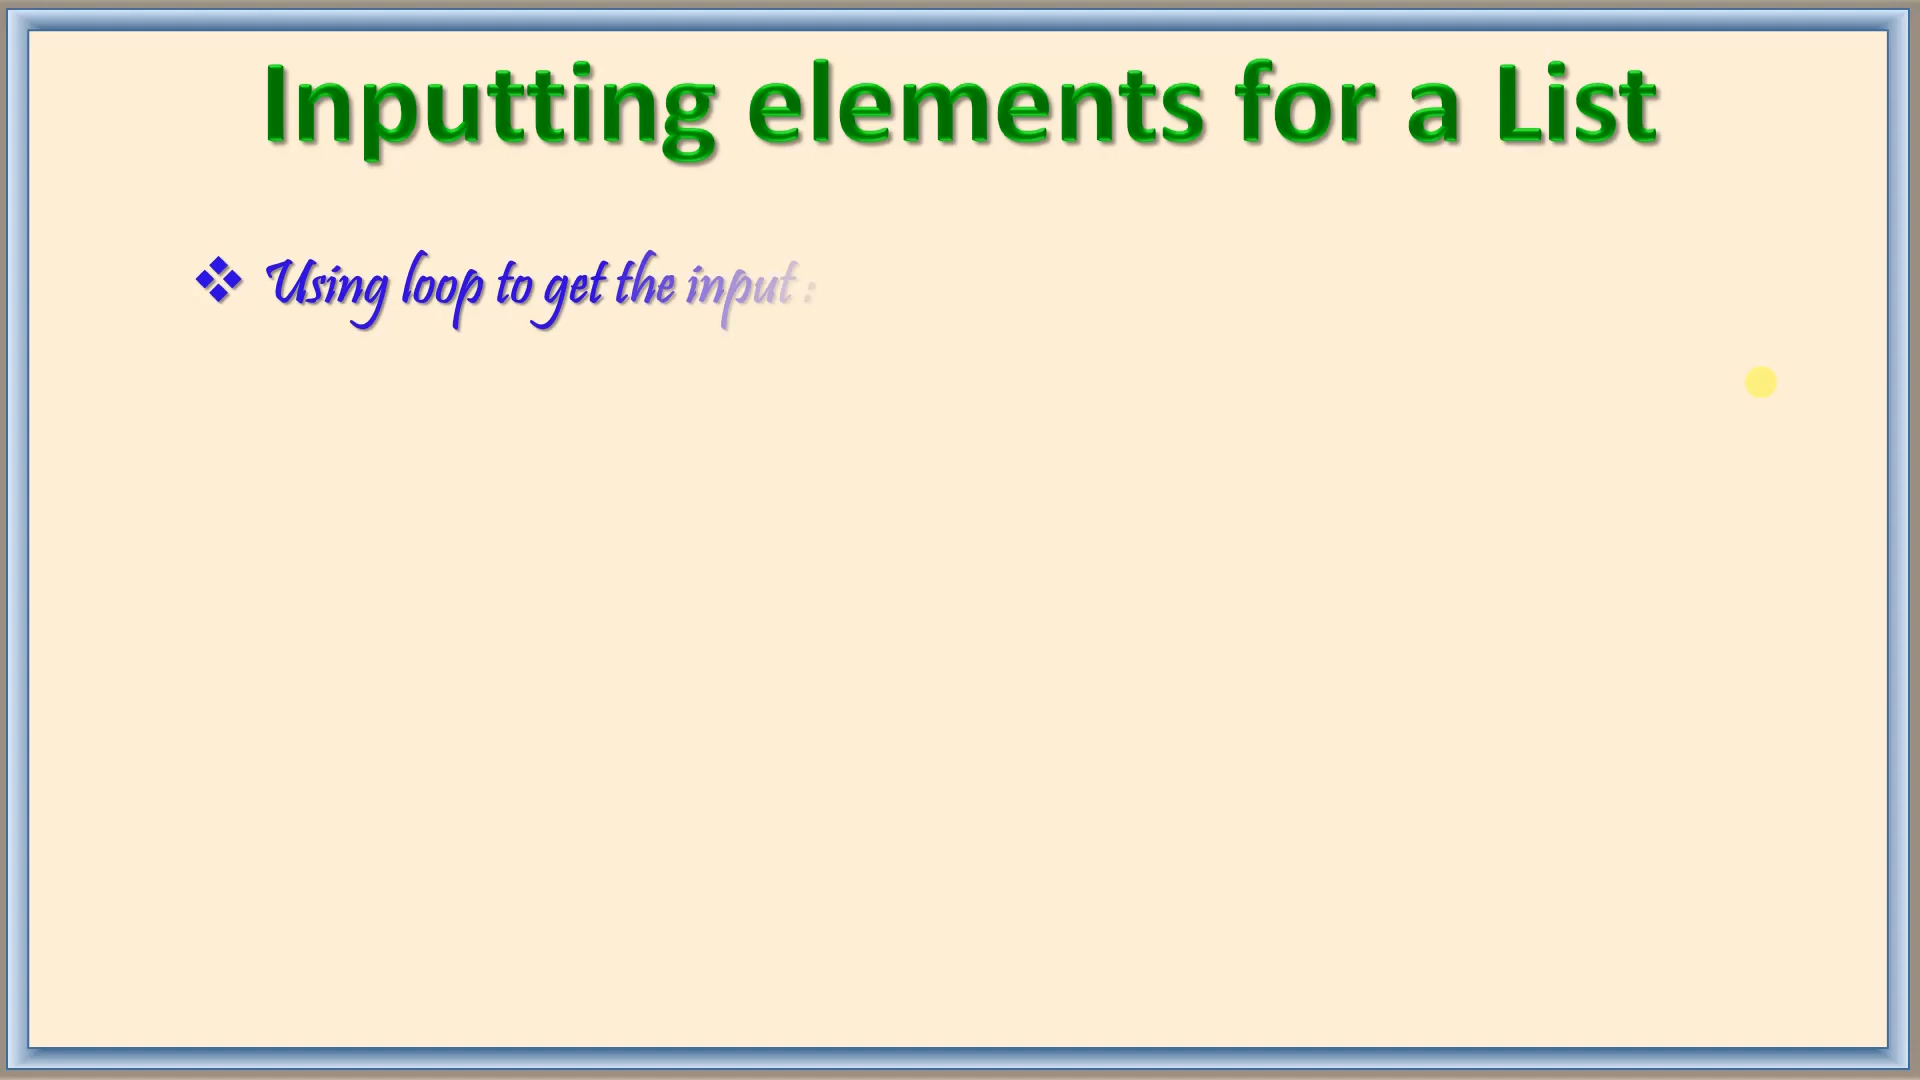 Inputting elements for a List
Using loop to get the input :